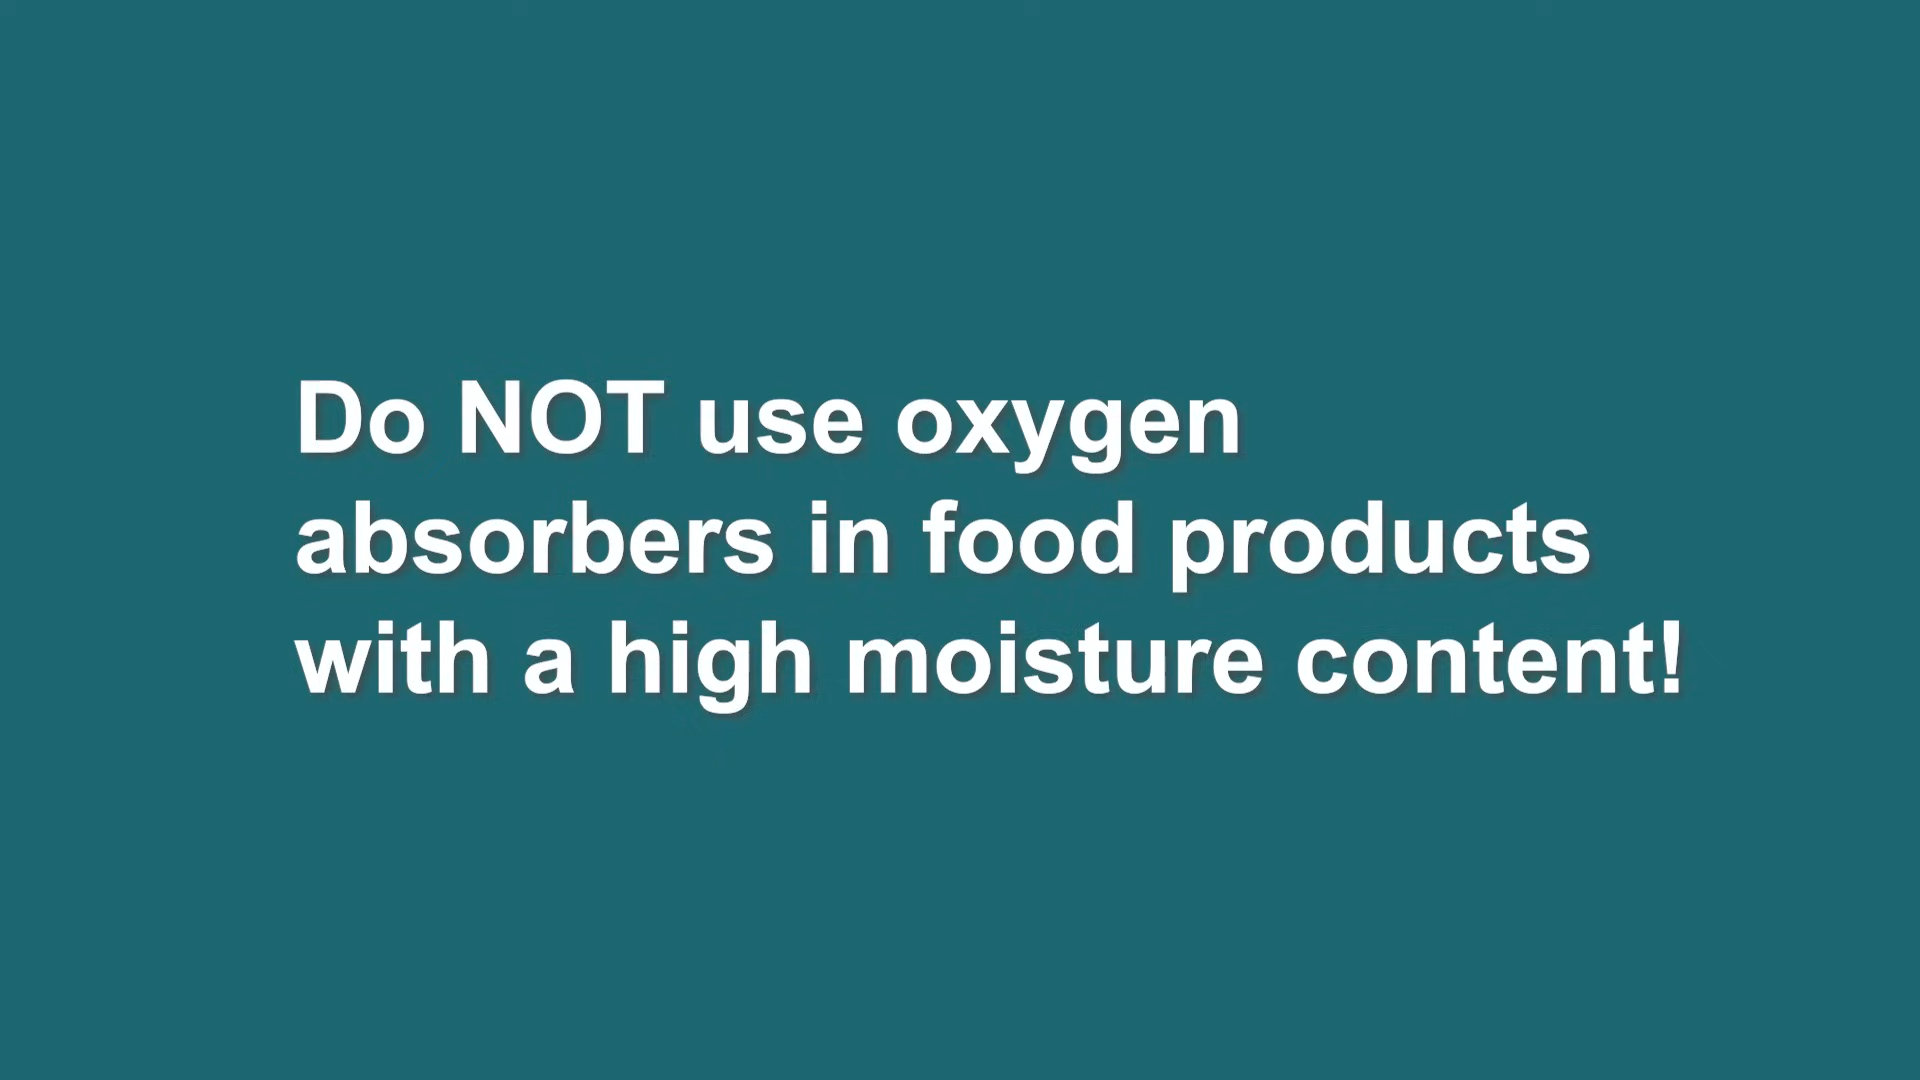 Do NOT use oxygen
absorbers in food products
with a high moisture content!